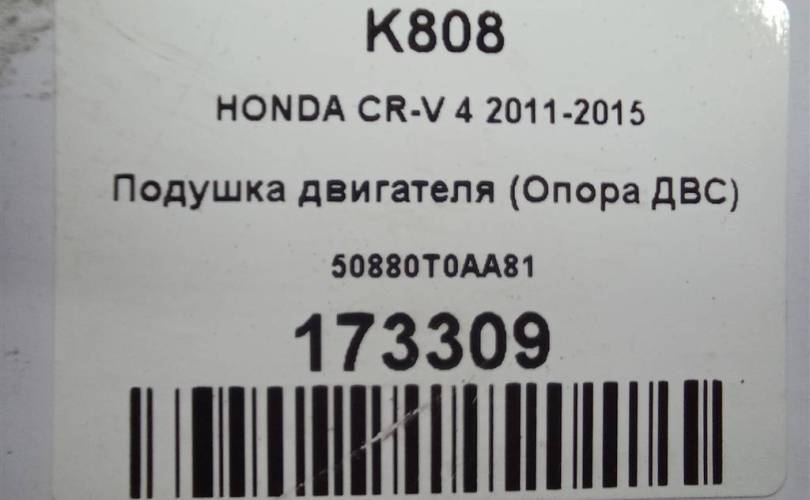 K808
HONDA CR-V 4 2011-2015
Подушка двигателя (Опора ДВС)
50880T0AA81
173309